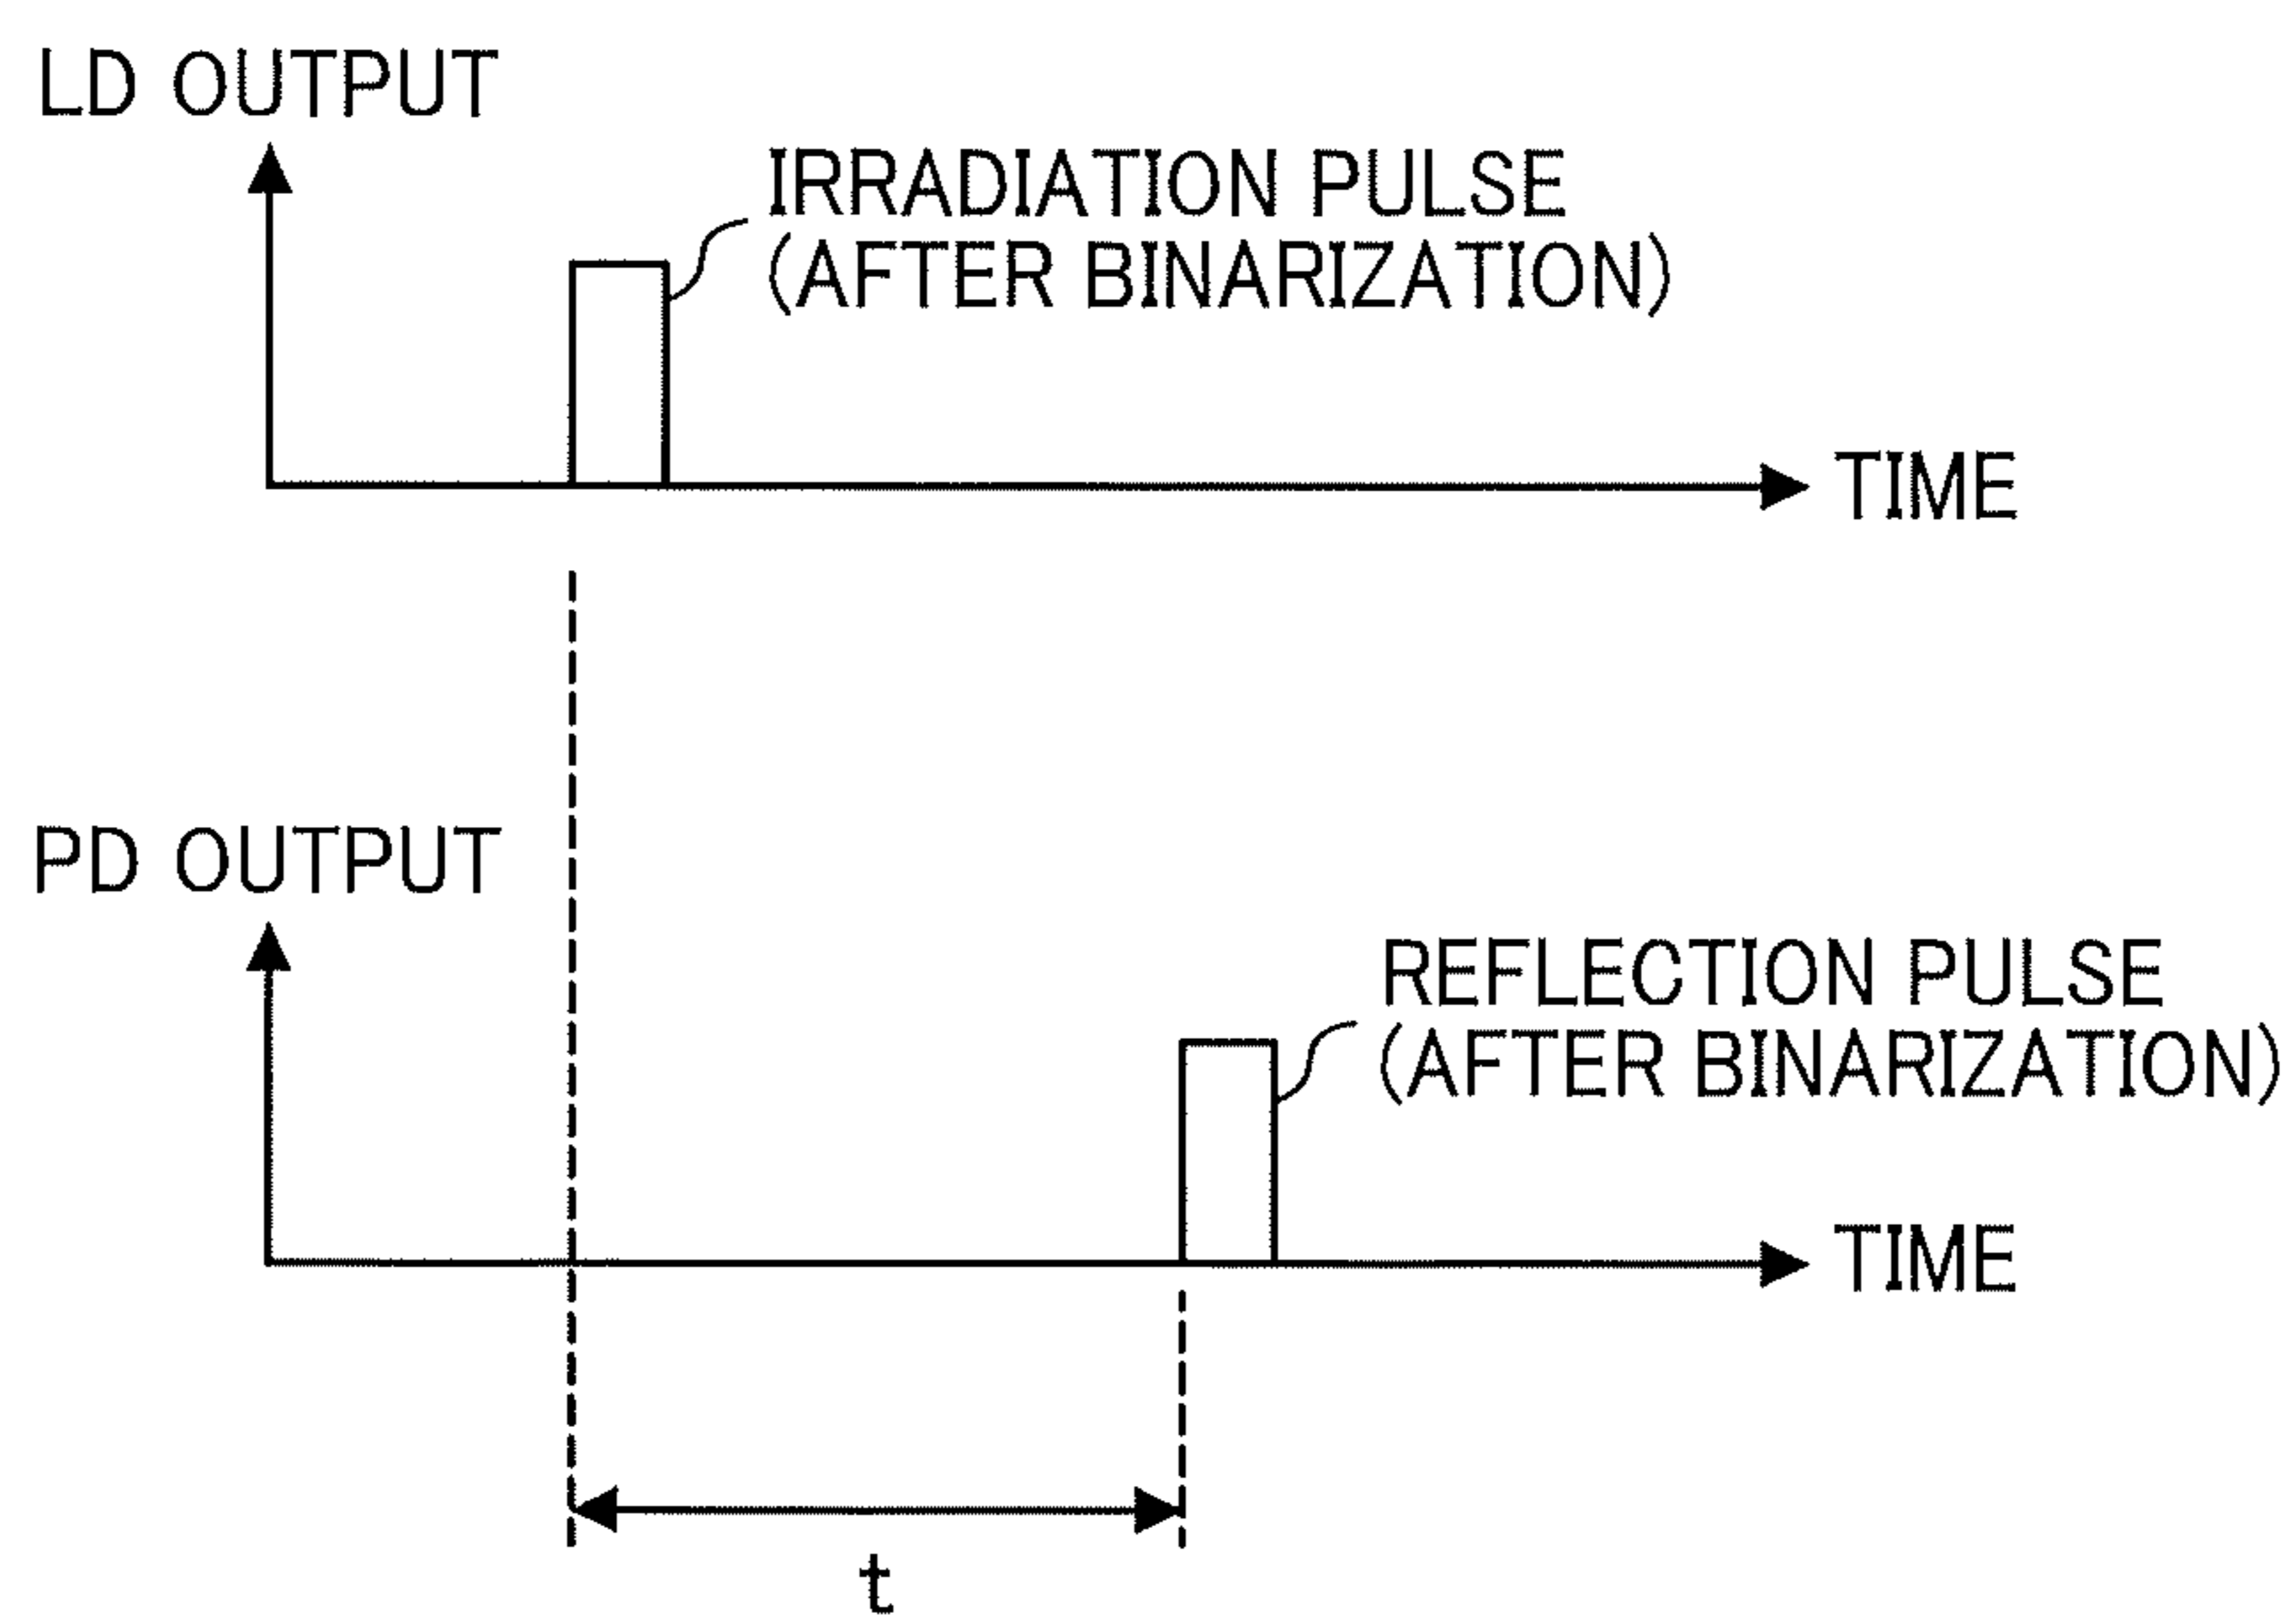 LD OUTPUT
IRRADIATION PULSE
(AFTER BINARIZATION)
TIME
PD OUTPUT
REFLECTION PULSE
(AFTER BINARIZATION)
TIME
t